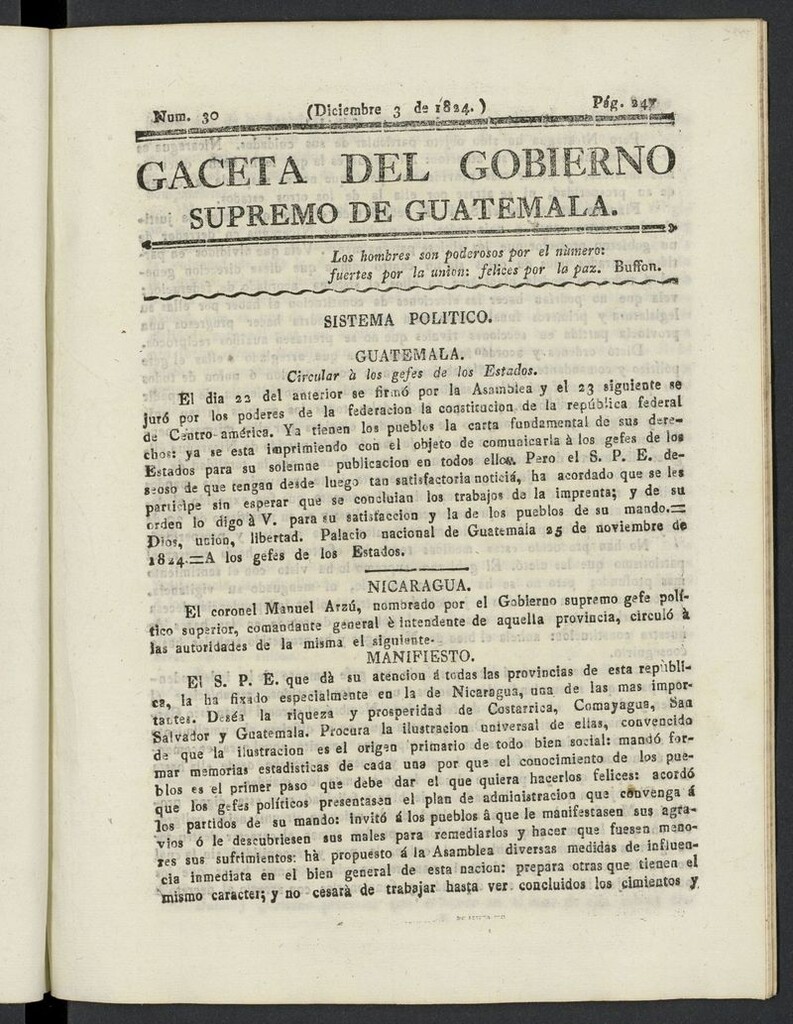 Num. 30 (Diciembre 3 de 1824.) Pág. 247
GACETA DEL GOBIERNO
SUPREMO DE GUATEMALA.
Los hombres son poderosos por el nùmero:
fuertes por la union: felices por la paz. Buffon.
SISTEMA POLITICO.
GUATEMALA.
Circular à los gefes de los Estados.
El dia 22 del anterior se firmó por la Asamblea y el 23 siguiente se
juró por los poderes de la federacion la constitucion de la república federal
de Centro-américa. Ya tienen los pueblos la carta fundamental de sus dere-
chos: ya se esta imprimiendo con el objeto de comunicarla à los gefes de los
Estados para su solemne publicacion en todos ellos. Pero el S. P. E. de-
seoso de que tengan desde luego tan satisfactoria noticiá, ha acordado que se les
participe sin esperar que se concluian los trabajos de la imprenta; y de su
orden lo digo à V. para su satisfaccion y la de los pueblos de su mando.=
Dios, union, libertad. Palacio nacional de Guatemala 25 de noviembre de
1824.=A los gefes de los Estados.
NICARAGUA.
El coronel Manuel Arzú, nombrado por el Gobierno supremo gefe polí-
tico superior, comandante general è intendente de aquella provincia, circuló à
las autoridades de la misma el siguiente.
MANIFIESTO.
El S. P. E. que dà su atencion á todas las provincias de esta repúbli-
ca, la ha fixado especialmente en la de Nicaragua, una de las mas impor-
tantes. Deséa la riqueza y prosperidad de Costarrica, Comayagua, San
Salvador y Guatemala. Procura la ilustracion universal de ellas, convencido
de que la ilustracion es el origen primario de todo bien social: mandó for-
mar memorias estadisticas de cada una por que el conocimiento de los pue-
blos es el primer paso que debe dar el que quiera hacerlos felices: acordó
que los gefes políticos presentasen el plan de administracion que convenga á
los partidos de su mando: invitó á los pueblos â que le manifestasen sus agra-
vios ó le descubriesen sus males para remediarlos y hacer que fuesen meno-
res sus sufrimientos: hà propuesto á la Asamblea diversas medidas de influen-
cia inmediata en el bien general de esta nacion: prepara otras que tienen el
mismo caracter; y no cesará de trabajar hasta ver concluidos los cimientos y